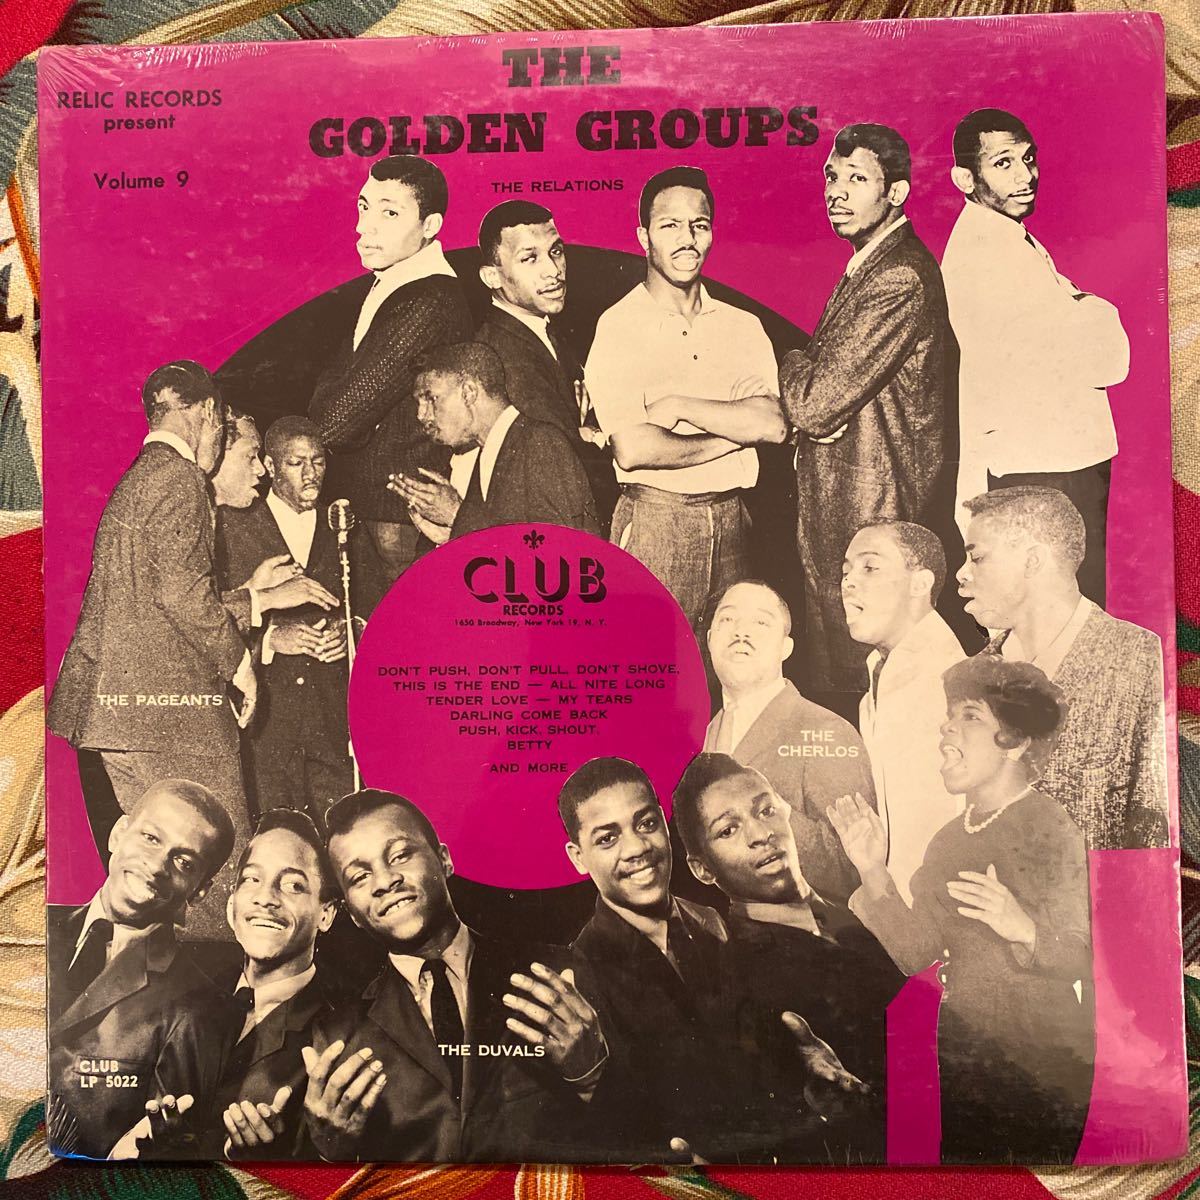 THE
GOLDEN GROUPS
RELIC RECORDS
present
Volume 9
THE RELATIONS
CLUB
RECORDS
1650 Broadway, New York 19, N. Y.
DON'T PUSH, DON'T PULL, DON'T SHOVE,
THIS IS THE END — ALL NITE LONG
TENDER LOVE — MY TEARS
DARLING COME BACK
PUSH, KICK, SHOUT,
BETTY
AND MORE
THE PAGEANTS
THE
CHERLOS
THE DUVALS
CLUB
LP 5022